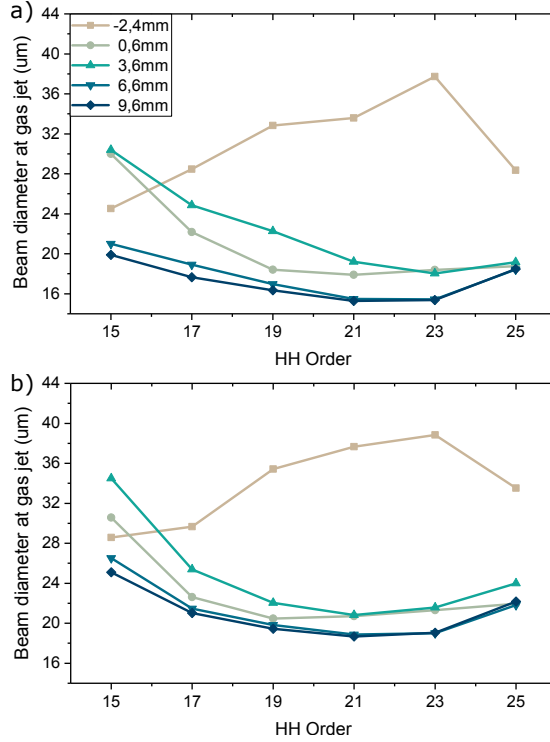 a)
44
40
36
32
28
24
20
16
Beam diameter at gas jet (um)
-2,4mm
0,6mm
3,6mm
6,6mm
9,6mm
15 17 19 21 23 25
HH Order
b)
44
40
36
32
28
24
20
16
Beam diameter at gas jet (um)
15 17 19 21 23 25
HH Order